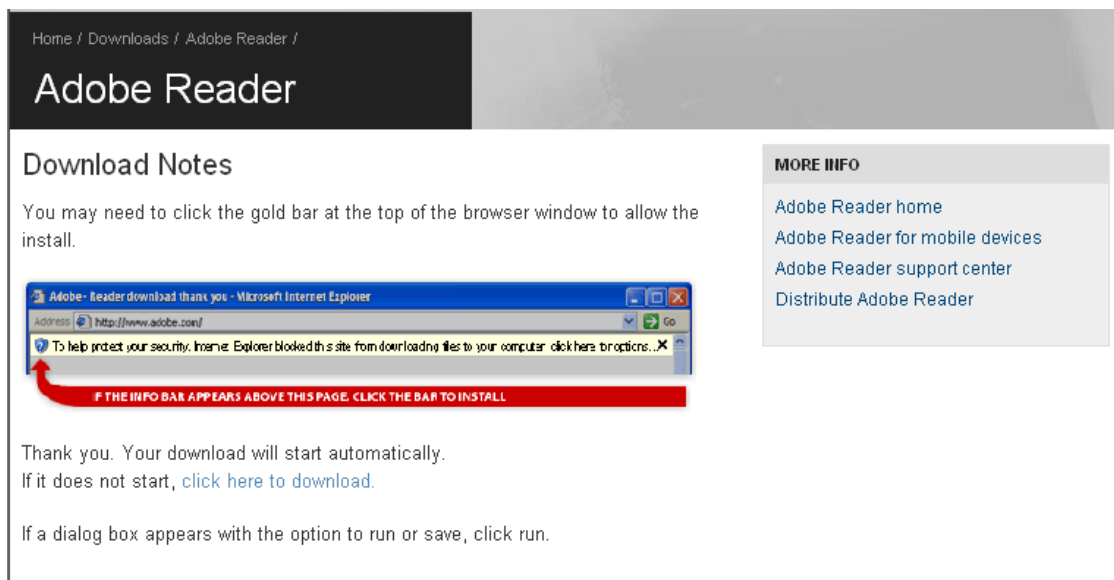 Home / Downloads / Adobe Reader /
Adobe Reader
Download Notes
You may need to click the gold bar at the top of the browser window to allow the
install.
Adobe - Reader download thank you - Microsoft Internet Explorer
Address http://www.adobe.com/ Go
To help protect your security, Internet Explorer blocked this site from downloading files to your computer. click here for options...
IF THE INFO BAR APPEARS ABOVE THIS PAGE, CLICK THE BAR TO INSTALL
Thank you. Your download will start automatically.
If it does not start, click here to download.
If a dialog box appears with the option to run or save, click run.
MORE INFO
Adobe Reader home
Adobe Reader for mobile devices
Adobe Reader support center
Distribute Adobe Reader